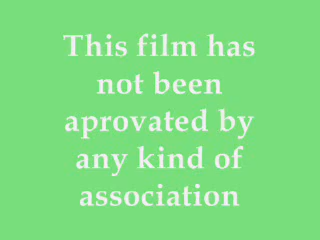 This film has
not been
aprovated by
any kind of
association